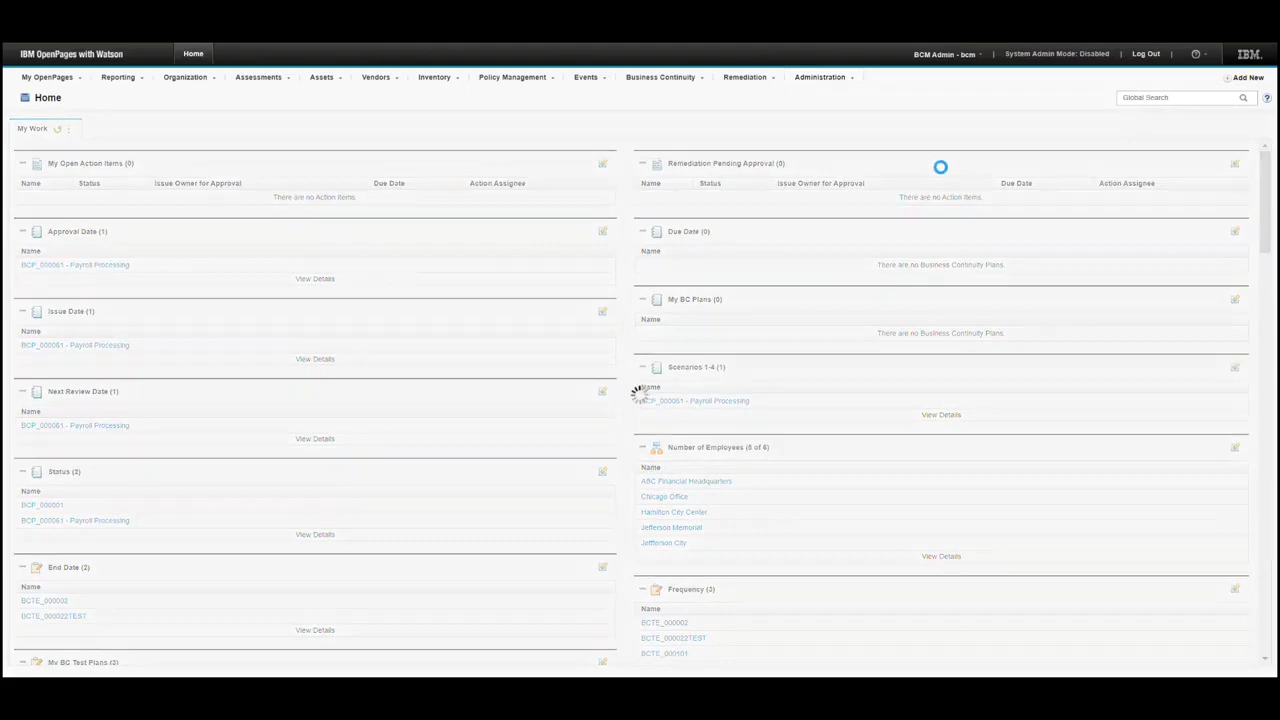 IBM OpenPages with Watson
Home
BCM Admin - bcm
System Admin Mode: Disabled
Log Out
IBM.
My OpenPages
Reporting
Organization
Assessments
Assets
Vendors
Inventory
Policy Management
Events
Business Continuity
Remediation
Administration
Add New
Home
Global Search
My Work
My Open Action Items (0)
Name Status Issue Owner for Approval Due Date Action Assignee
There are no Action Items.
Approval Date (1)
Name
BCP_000061 - Payroll Processing
View Details
Issue Date (1)
Name
BCP_000061 - Payroll Processing
View Details
Next Review Date (1)
Name
BCP_000061 - Payroll Processing
View Details
Status (2)
Name
BCP_000001
BCP_000061 - Payroll Processing
View Details
End Date (2)
Name
BCTE_000002
BCTE_000022TEST
View Details
My BC Test Plans (3)
Remediation Pending Approval (0)
Name Status Issue Owner for Approval Due Date Action Assignee
There are no Action Items.
Due Date (0)
Name
There are no Business Continuity Plans.
My BC Plans (0)
Name
There are no Business Continuity Plans.
Scenarios 1-4 (1)
Name
BCP_000061 - Payroll Processing
View Details
Number of Employees (5 of 6)
Name
ABC Financial Headquarters
Chicago Office
Hamilton City Center
Jefferson Memorial
Jeffferson City
View Details
Frequency (3)
Name
BCTE_000002
BCTE_000022TEST
BCTE_000101